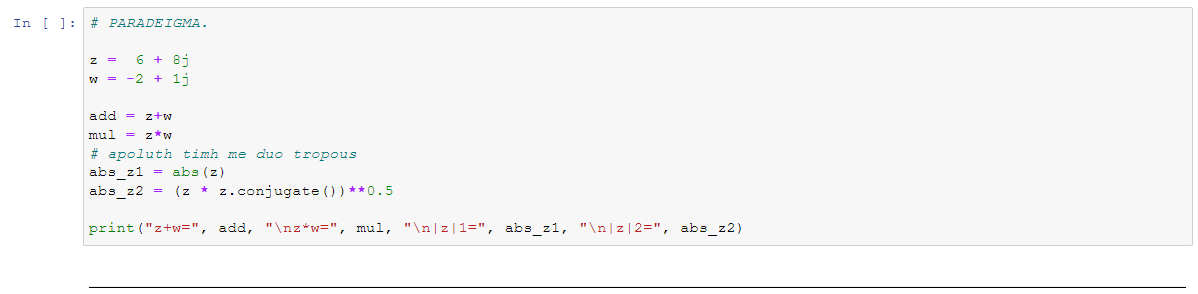 In [ ]: # PARADEIGMA.
z =  6 + 8j
w = -2 + 1j
add = z+w
mul = z*w
# apoluth timh me duo tropous
abs_z1 = abs(z)
abs_z2 = (z * z.conjugate())**0.5
print("z+w=", add, "\nz*w=", mul, "\n|z|1=", abs_z1, "\n|z|2=", abs_z2)